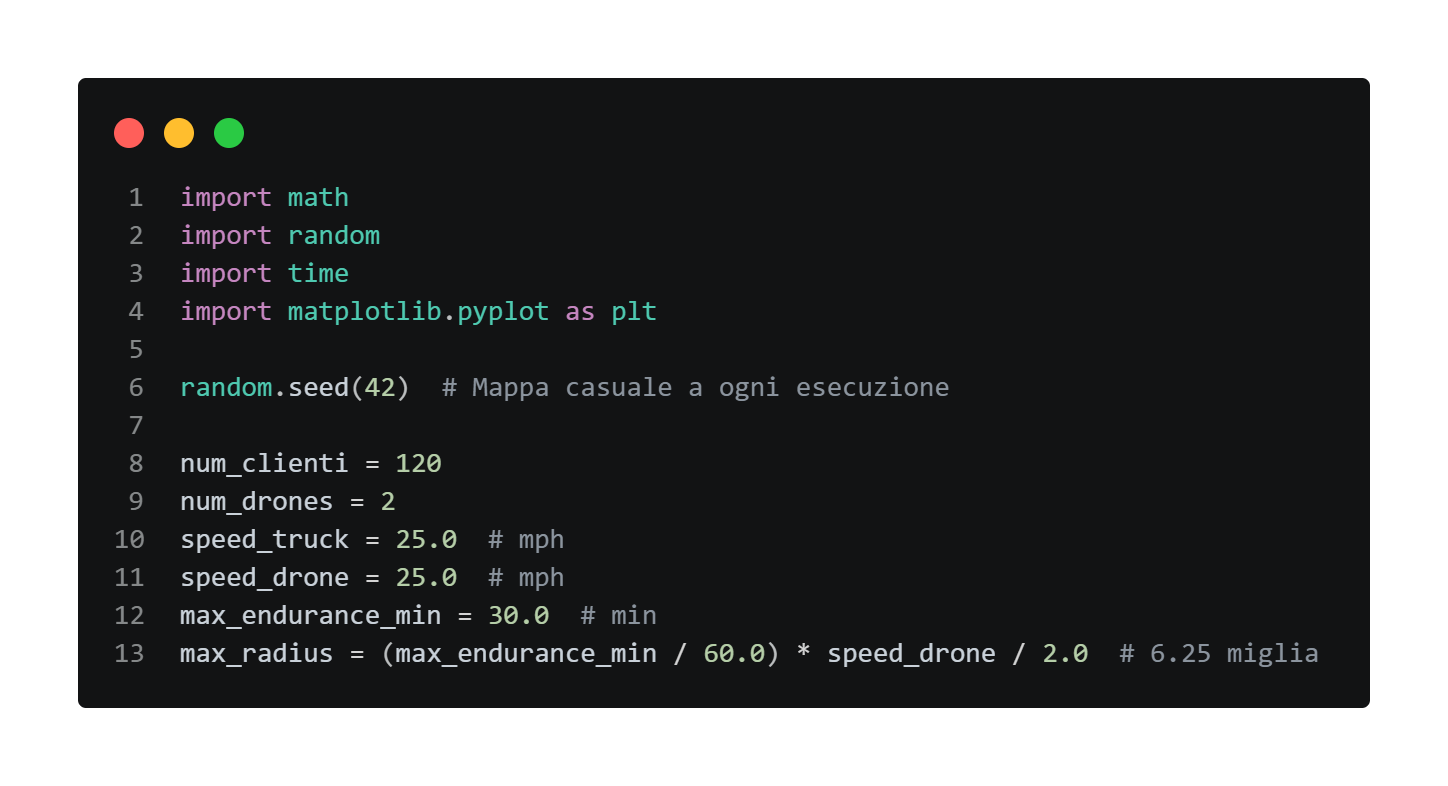 1 import math
2 import random
3 import time
4 import matplotlib.pyplot as plt
5
6 random.seed(42)  # Mappa casuale a ogni esecuzione
7
8 num_clienti = 120
9 num_drones = 2
10 speed_truck = 25.0  # mph
11 speed_drone = 25.0  # mph
12 max_endurance_min = 30.0  # min
13 max_radius = (max_endurance_min / 60.0) * speed_drone / 2.0  # 6.25 miglia